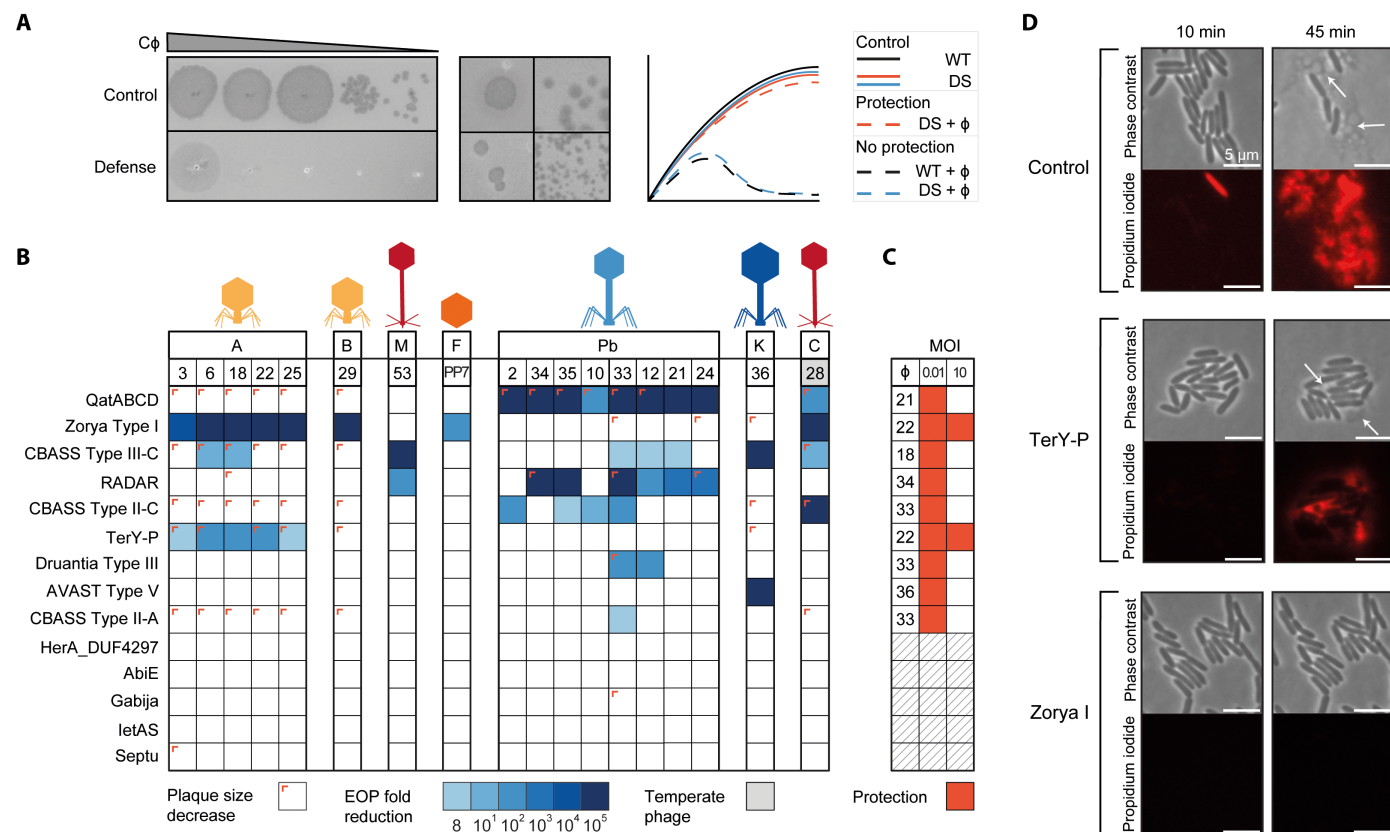 A
Cϕ
Control
Defense
Control
WT
DS
Protection
DS + ϕ
No protection
WT + ϕ
DS + ϕ
B
A B M F Pb K C
3 6 18 22 25 29 53 PP7 2 34 35 10 33 12 21 24 36 28
QatABCD
Zorya Type I
CBASS Type III-C
RADAR
CBASS Type II-C
TerY-P
Druantia Type III
AVAST Type V
CBASS Type II-A
HerA_DUF4297
AbiE
Gabija
IetAS
Septu
Plaque size
decrease
EOP fold
reduction
8 10¹ 10² 10³ 10⁴ 10⁵
Temperate
phage
C
MOI
ϕ 0.01 10
21
22
18
34
33
22
33
36
33
Protection
D
10 min 45 min
Control
Phase contrast
5 µm
Propidium iodide
TerY-P
Phase contrast
Propidium iodide
Zorya I
Phase contrast
Propidium iodide